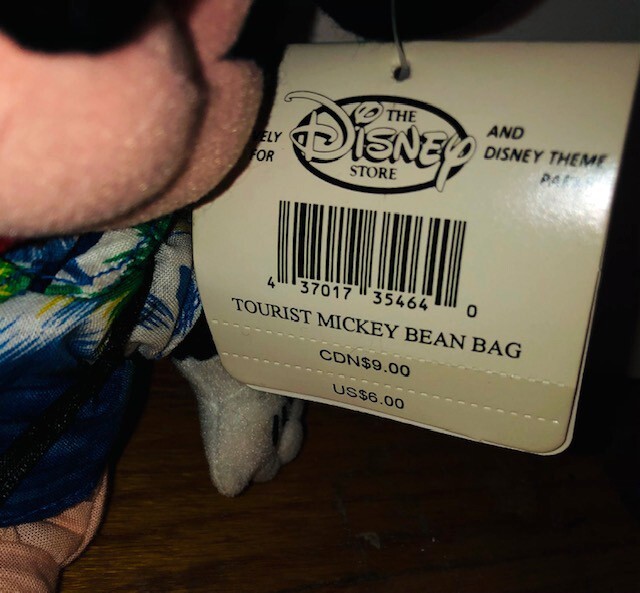 THE
DISNEY
STORE
ELY
FOR
AND
DISNEY THEME
4 37017 35464 0
TOURIST MICKEY BEAN BAG
CDN$9.00
US$6.00